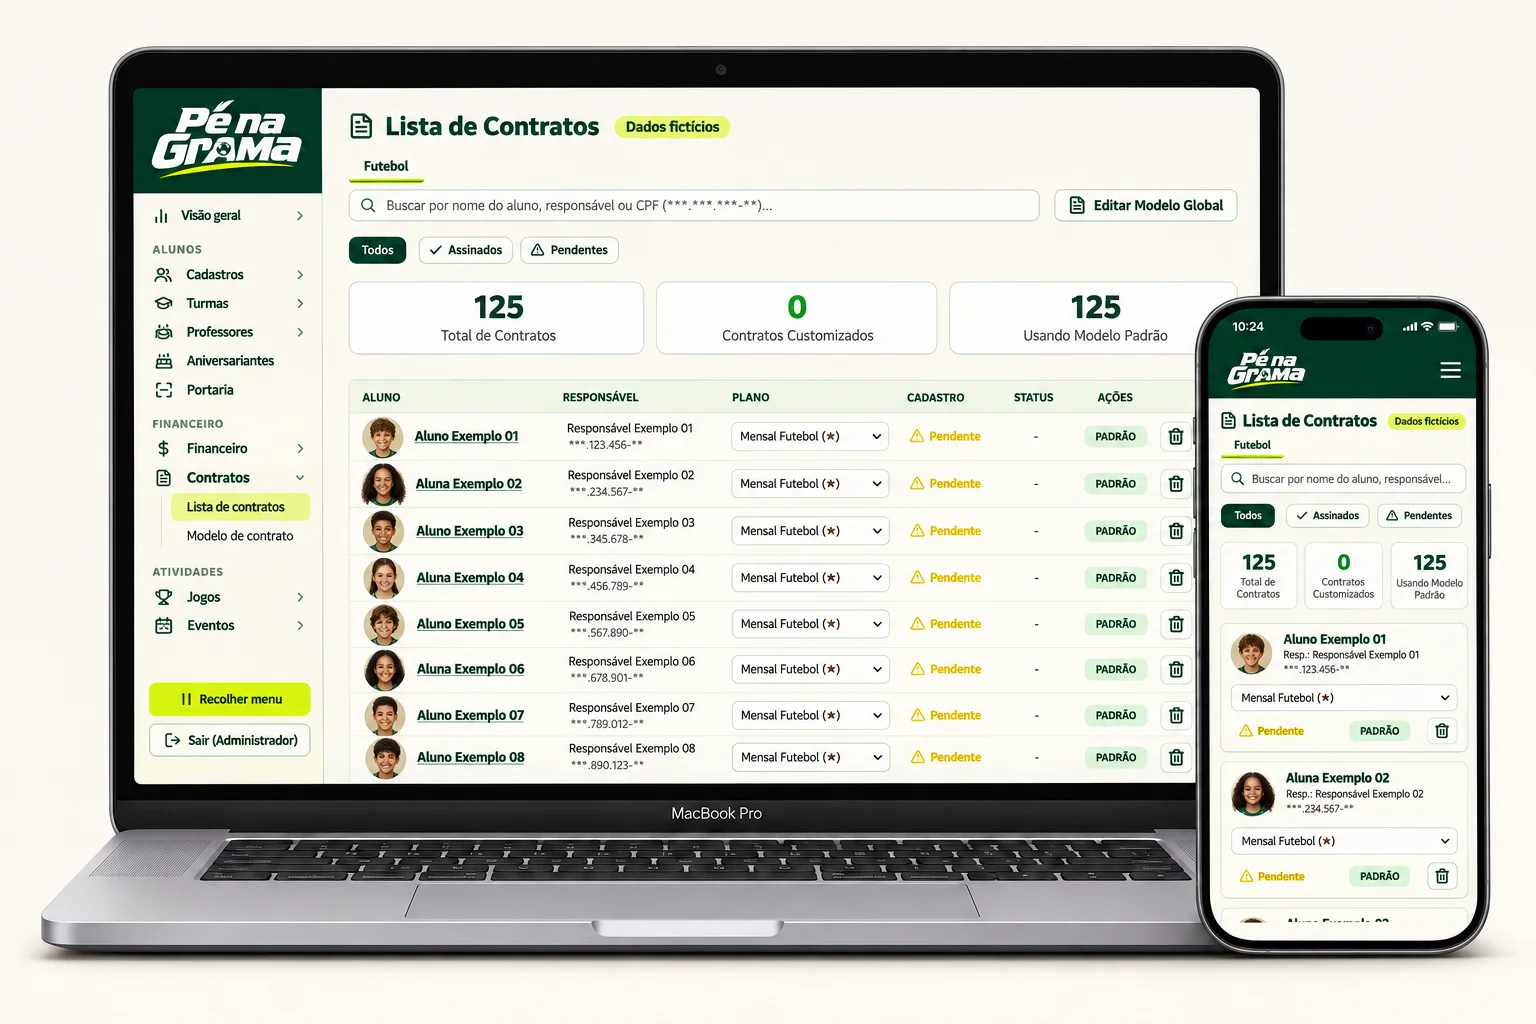 Pé na
GrAMa
Visão geral
ALUNOS
Cadastros
Turmas
Professores
Aniversariantes
Portaria
FINANCEIRO
Financeiro
Contratos
Lista de contratos
Modelo de contrato
ATIVIDADES
Jogos
Eventos
Recolher menu
Sair (Administrador)
Lista de Contratos
Dados fictícios
Futebol
Buscar por nome do aluno, responsável ou CPF (***.***.***-**)...
Editar Modelo Global
Todos
Assinados
Pendentes
125
Total de Contratos
0
Contratos Customizados
125
Usando Modelo Padrão
ALUNO RESPONSÁVEL PLANO CADASTRO STATUS AÇÕES
Aluno Exemplo 01 Responsável Exemplo 01 Mensal Futebol (★) Pendente - PADRÃO
***.123.456-**
Aluna Exemplo 02 Responsável Exemplo 02 Mensal Futebol (★) Pendente - PADRÃO
***.234.567-**
Aluno Exemplo 03 Responsável Exemplo 03 Mensal Futebol (★) Pendente - PADRÃO
***.345.678-**
Aluna Exemplo 04 Responsável Exemplo 04 Mensal Futebol (★) Pendente - PADRÃO
***.456.789-**
Aluno Exemplo 05 Responsável Exemplo 05 Mensal Futebol (★) Pendente - PADRÃO
***.567.890-**
Aluna Exemplo 06 Responsável Exemplo 06 Mensal Futebol (★) Pendente - PADRÃO
***.678.901-**
Aluno Exemplo 07 Responsável Exemplo 07 Mensal Futebol (★) Pendente - PADRÃO
***.789.012-**
Aluno Exemplo 08 Responsável Exemplo 08 Mensal Futebol (★) Pendente - PADRÃO
***.890.123-**
MacBook Pro
10:24
Pé na
GrAMa
Lista de Contratos
Dados fictícios
Futebol
Buscar por nome do aluno, responsável...
Todos
Assinados
Pendentes
125
Total de
Contratos
0
Contratos
Customizados
125
Usando Modelo
Padrão
Aluno Exemplo 01
Resp.: Responsável Exemplo 01
***.123.456-**
Mensal Futebol (★)
Pendente
PADRÃO
Aluna Exemplo 02
Resp.: Responsável Exemplo 02
***.234.567-**
Mensal Futebol (★)
Pendente
PADRÃO